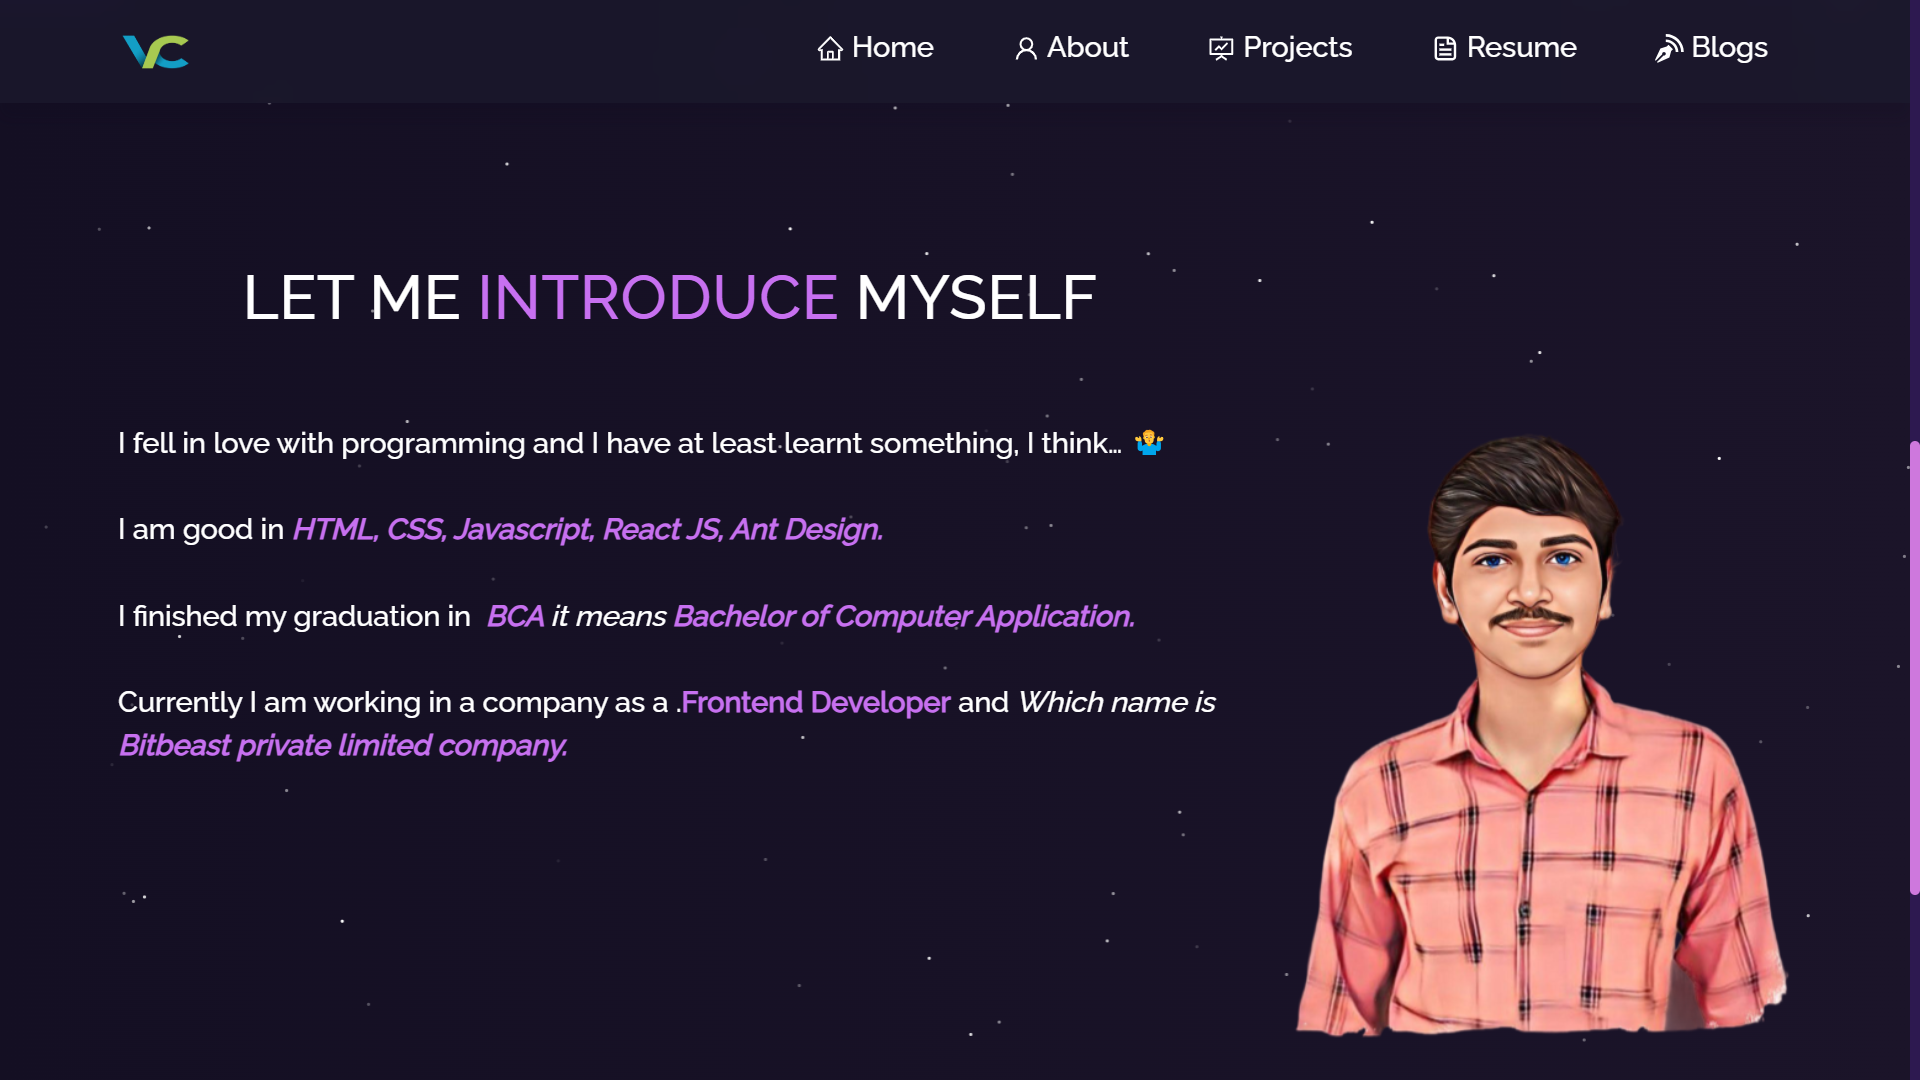 VC
Home About Projects Resume Blogs
LET ME INTRODUCE MYSELF
I fell in love with programming and I have at least learnt something, I think… 🤷‍♂️
I am good in HTML, CSS, Javascript, React JS, Ant Design.
I finished my graduation in BCA it means Bachelor of Computer Application.
Currently I am working in a company as a .Frontend Developer and Which name is
Bitbeast private limited company.